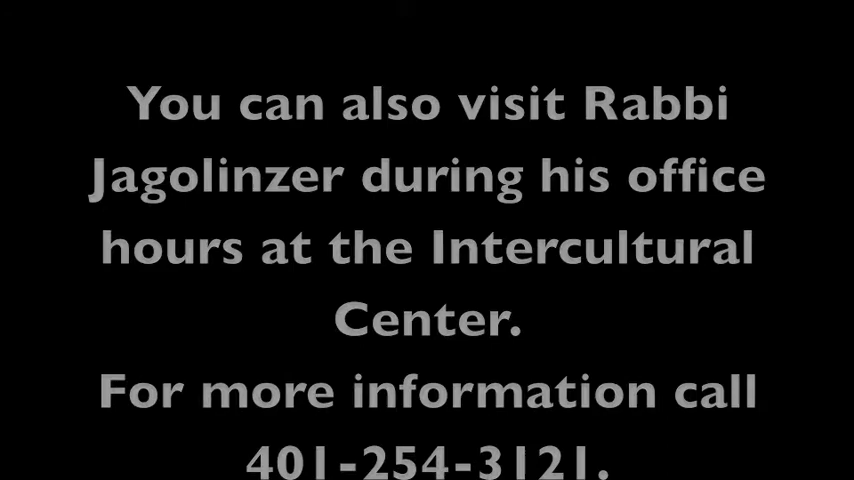 You can also visit Rabbi
Jagolinzer during his office
hours at the Intercultural
Center.
For more information call
401-254-3121.